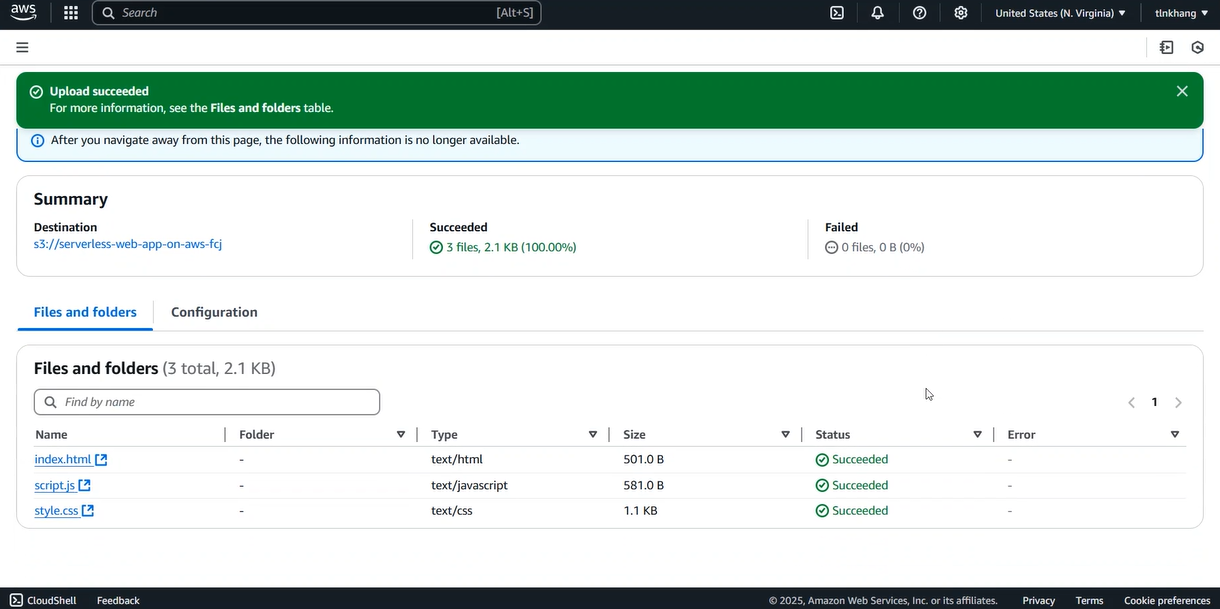 aws Search [Alt+S] United States (N. Virginia) ▼ tlnkhang ▼
Upload succeeded
For more information, see the Files and folders table.
After you navigate away from this page, the following information is no longer available.
Summary
Destination Succeeded Failed
s3://serverless-web-app-on-aws-fcj 3 files, 2.1 KB (100.00%) 0 files, 0 B (0%)
Files and folders Configuration
Files and folders (3 total, 2.1 KB)
Find by name 1
Name Folder Type Size Status Error
index.html - text/html 501.0 B Succeeded -
script.js - text/javascript 581.0 B Succeeded -
style.css - text/css 1.1 KB Succeeded -
CloudShell Feedback © 2025, Amazon Web Services, Inc. or its affiliates. Privacy Terms Cookie preferences